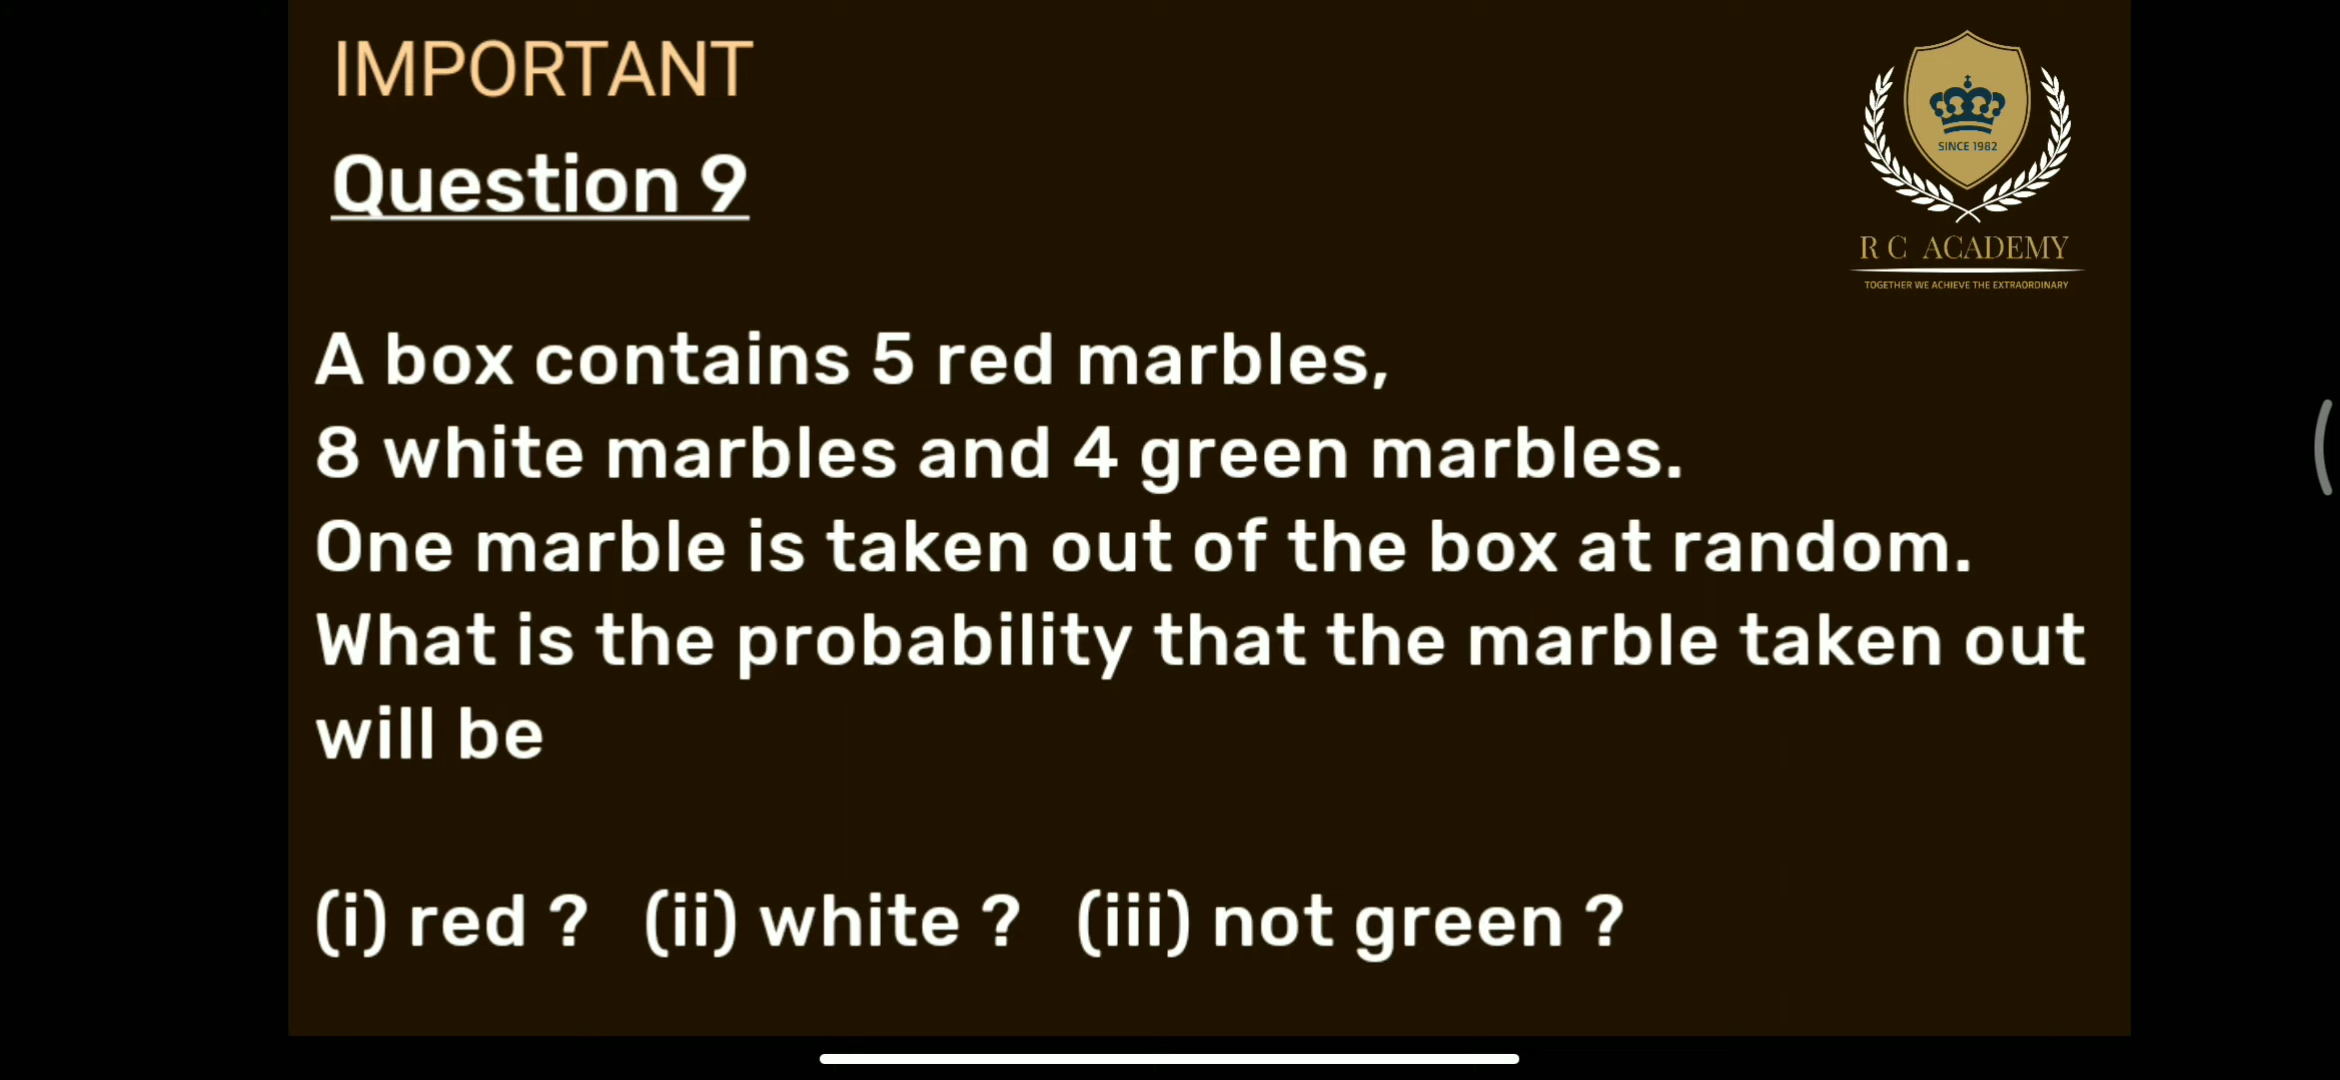 IMPORTANT
Question 9
SINCE 1982
R C ACADEMY
TOGETHER WE ACHIEVE THE EXTRAORDINARY
A box contains 5 red marbles,
8 white marbles and 4 green marbles.
One marble is taken out of the box at random.
What is the probability that the marble taken out
will be
(i) red ? (ii) white ? (iii) not green ?